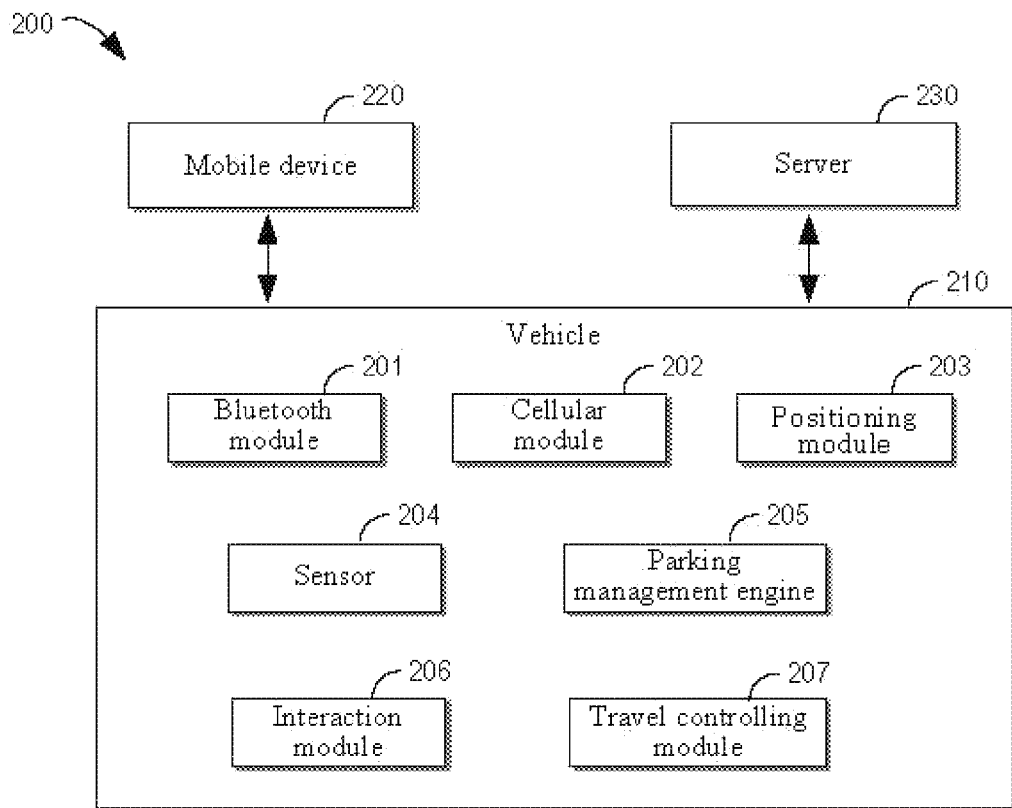 200
220
230
Mobile device
Server
210
Vehicle
201
202
203
Bluetooth
module
Cellular
module
Positioning
module
204
205
Sensor
Parking
management engine
206
207
Interaction
module
Travel controlling
module